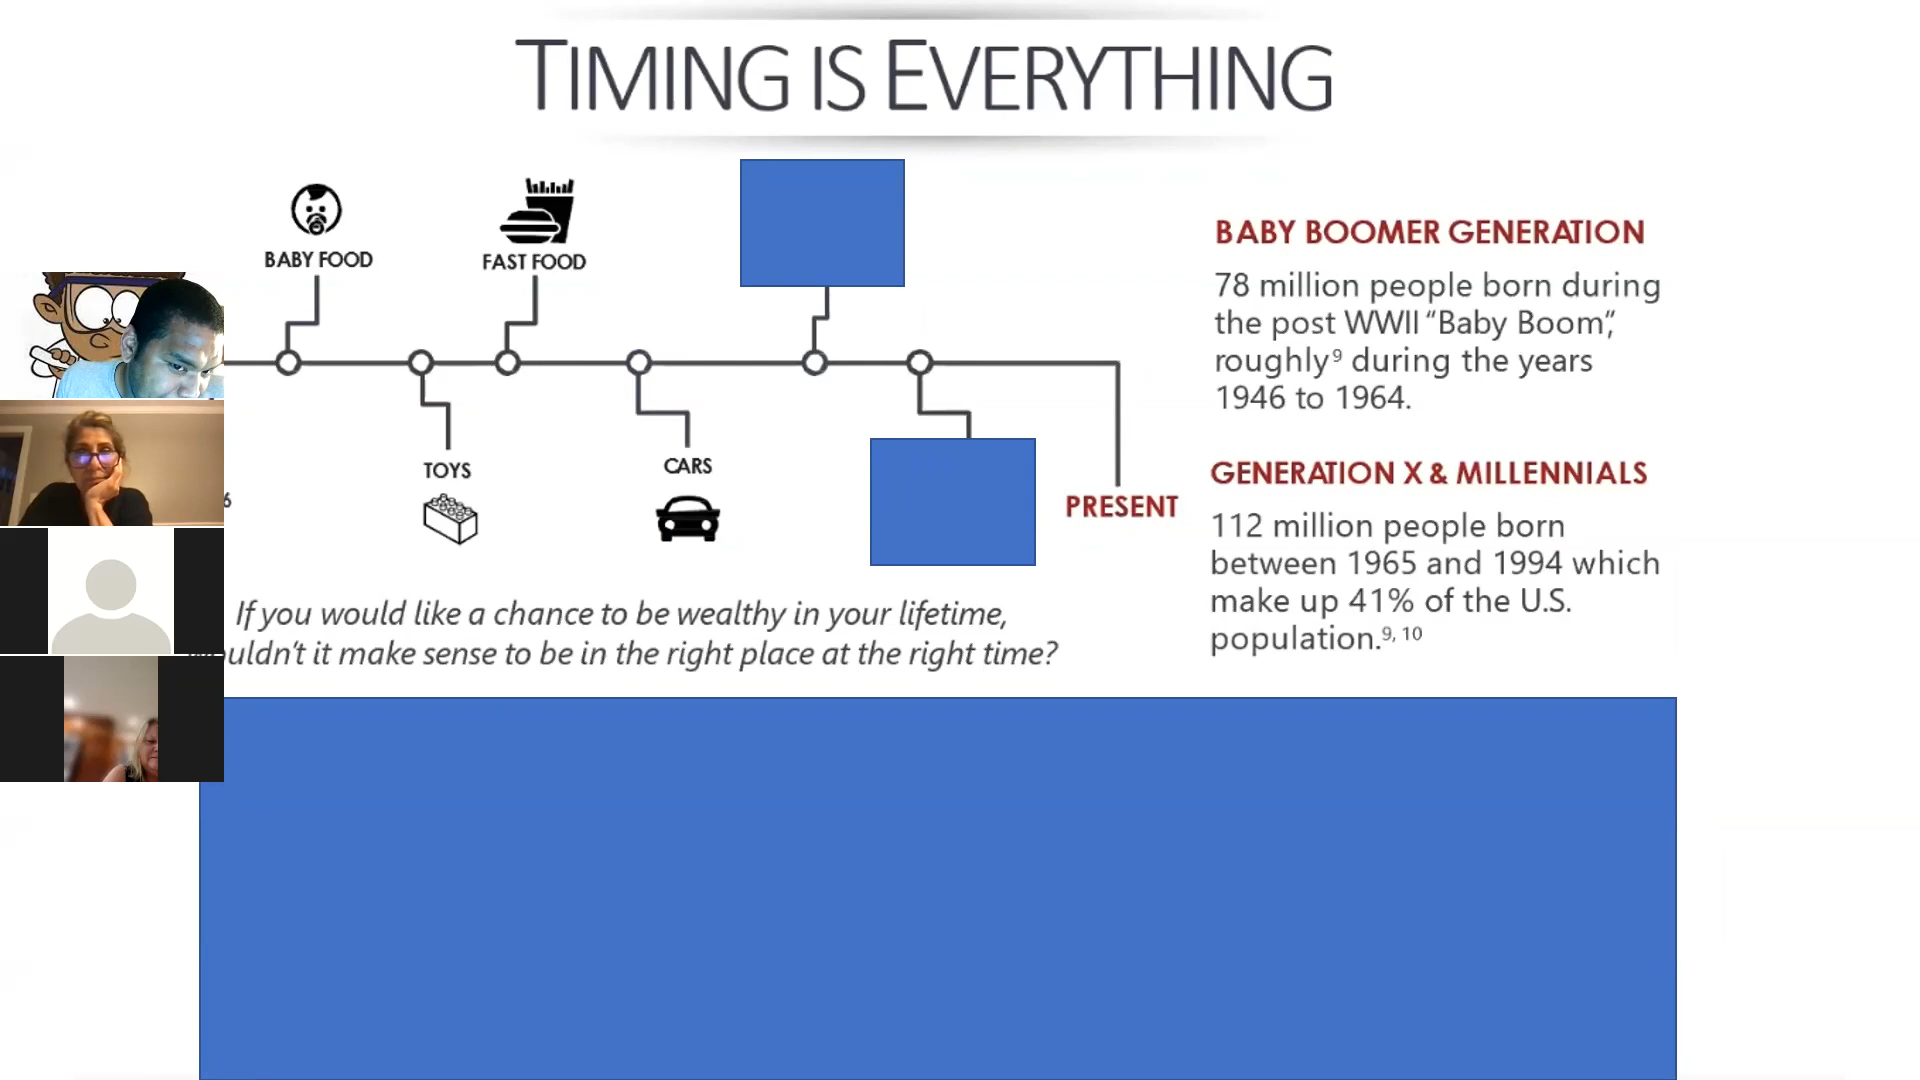 TIMING IS EVERYTHING
BABY FOOD
FAST FOOD
TOYS
CARS
6
PRESENT
If you would like a chance to be wealthy in your lifetime,
uldn't it make sense to be in the right place at the right time?
BABY BOOMER GENERATION
78 million people born during
the post WWII “Baby Boom”,
roughly⁹ during the years
1946 to 1964.
GENERATION X & MILLENNIALS
112 million people born
between 1965 and 1994 which
make up 41% of the U.S.
population.⁹, ¹⁰